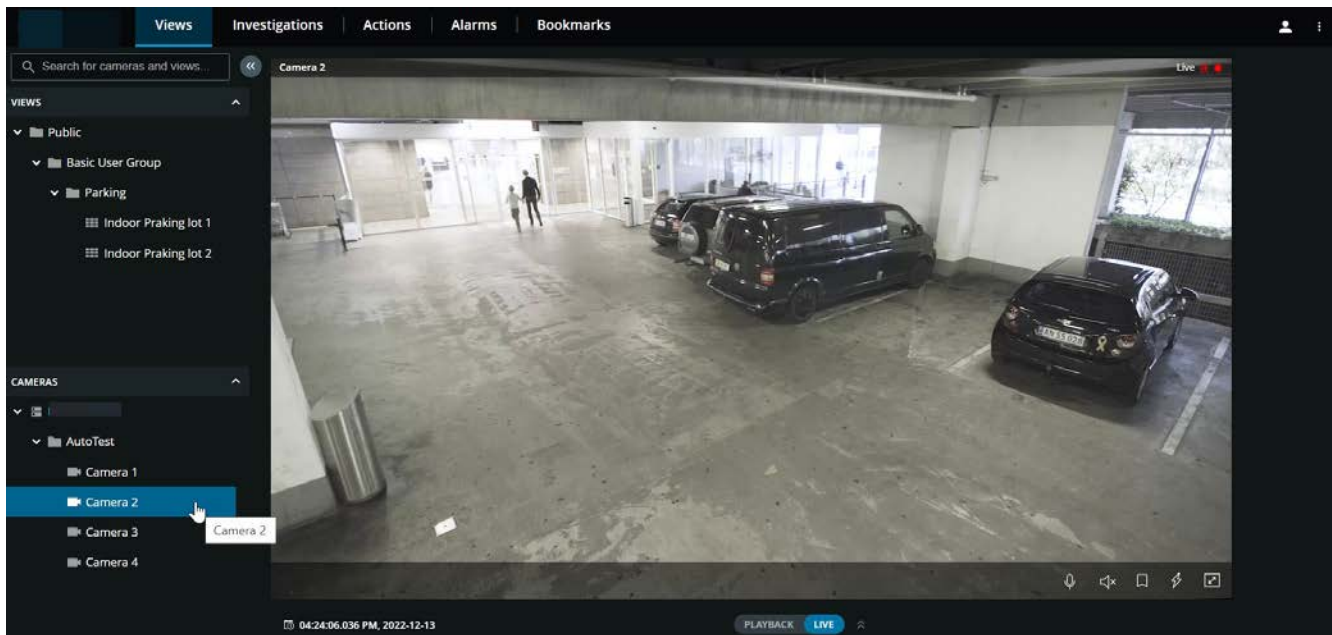 Views Investigations Actions Alarms Bookmarks
Search for cameras and views...
VIEWS
Public
Basic User Group
Parking
Indoor Praking lot 1
Indoor Praking lot 2
CAMERAS
AutoTest
Camera 1
Camera 2
Camera 2
Camera 3
Camera 4
Camera 2 Live
04:24:06.036 PM, 2022-12-13
PLAYBACK LIVE